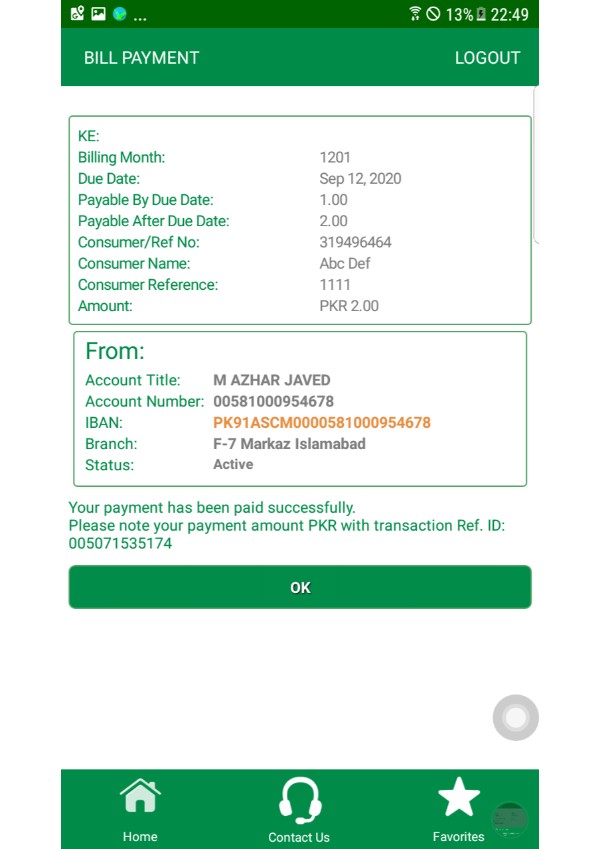 ... 13% 22:49
BILL PAYMENT LOGOUT
KE:
Billing Month: 1201
Due Date: Sep 12, 2020
Payable By Due Date: 1.00
Payable After Due Date: 2.00
Consumer/Ref No: 319496464
Consumer Name: Abc Def
Consumer Reference: 1111
Amount: PKR 2.00
From:
Account Title: M AZHAR JAVED
Account Number: 00581000954678
IBAN: PK91ASCM0000581000954678
Branch: F-7 Markaz Islamabad
Status: Active
Your payment has been paid successfully.
Please note your payment amount PKR with transaction Ref. ID:
005071535174
OK
Home Contact Us Favorites